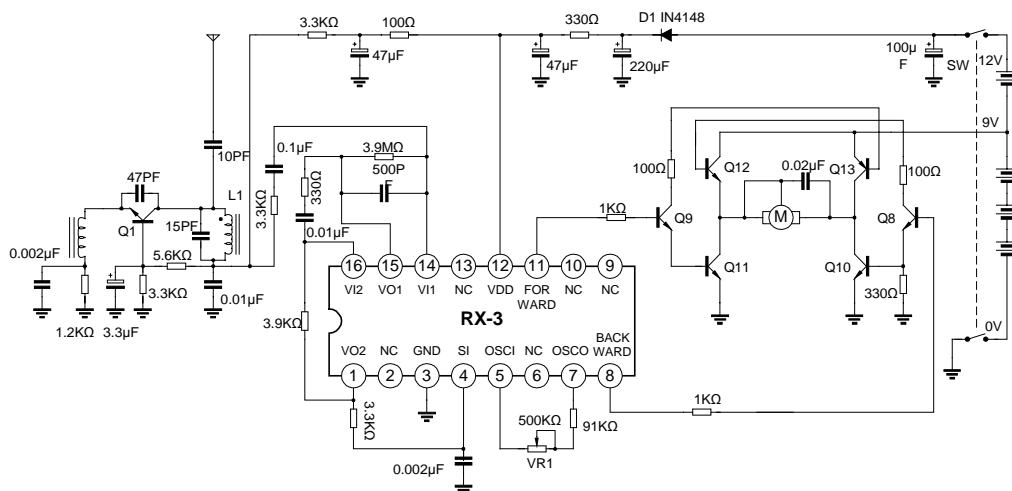 3.3KΩ
100Ω
330Ω
D1 IN4148
47μF
47μF
220μF
100μ
F
SW
12V
9V
10PF
0.1μF
3.9MΩ
500P
F
330Ω
3.3KΩ
100Ω
Q12
0.02μF
Q13
100Ω
47PF
L1
Q1
15PF
0.01μF
1KΩ
Q9
M
Q8
0.002μF
5.6KΩ
Q11
Q10
3.3KΩ
0.01μF
330Ω
1.2KΩ
3.3μF
3.9KΩ
16
15
14
13
12
11
10
9
VI2
VO1
VI1
NC
VDD
FOR
WARD
NC
NC
RX-3
0V
VO2
NC
GND
SI
OSCI
NC
OSCO
BACK
WARD
1
2
3
4
5
6
7
8
3.3KΩ
500KΩ
91KΩ
1KΩ
VR1
0.002μF